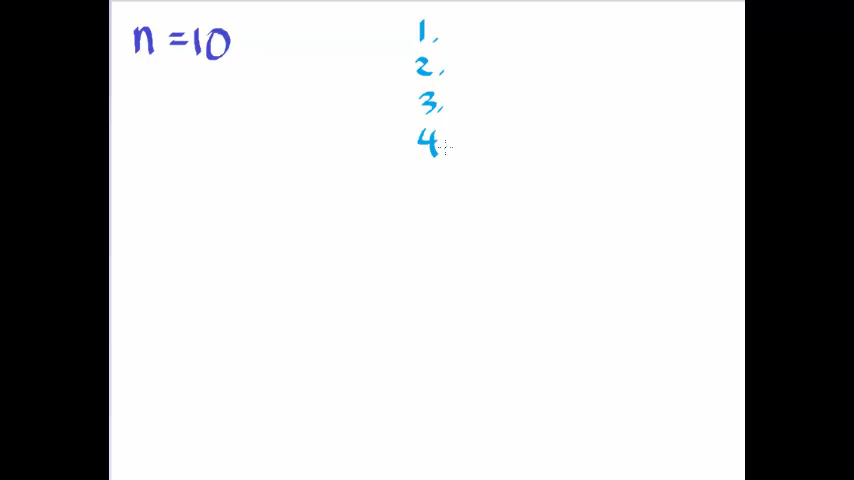 n = 10
1,
2,
3,
4